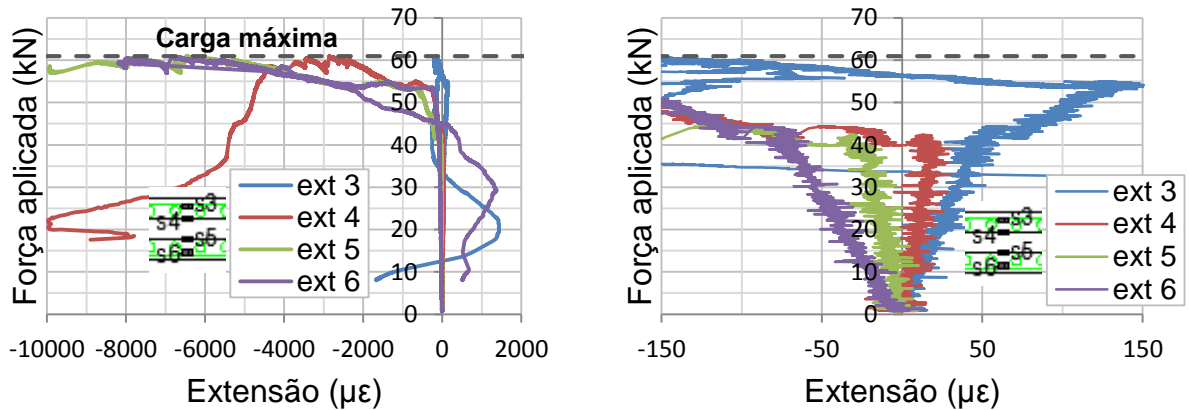 Força aplicada (kN)
70
60
50
40
30
20
10
0
Carga máxima
ext 3
ext 4
ext 5
ext 6
s3
s4
s5
s6
-10000 -8000 -6000 -4000 -2000 0 2000
Extensão (με)
Força aplicada (kN)
70
60
50
40
30
20
10
0
ext 3
ext 4
ext 5
ext 6
s3
s4
s5
s6
-150 -50 50 150
Extensão (με)